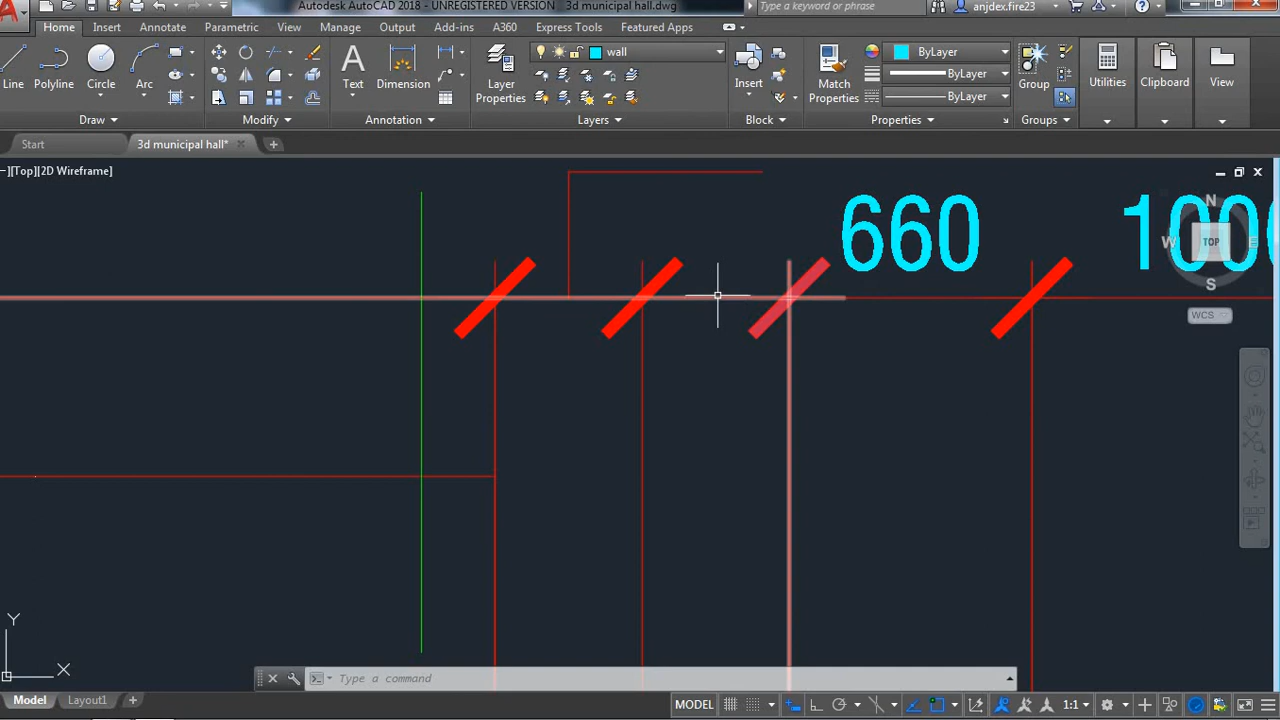 Autodesk AutoCAD 2018 - UNREGISTERED VERSION
3d municipal hall.dwg
Type a keyword or phrase
anjdex.fire23
Home Insert Annotate Parametric View Manage Output Add-ins A360 Express Tools Featured Apps
Line Polyline Circle Arc
Text Dimension
Layer Properties
wall
Insert
Match Properties
ByLayer
ByLayer
ByLayer
Group
Utilities
Clipboard
View
Draw Modify Annotation Layers Block Properties Groups
Start 3d municipal hall*
–][Top][2D Wireframe]
660
1000
N
W TOP E
S
WCS
Y
X
Type a command
Model Layout1
MODEL
1:1